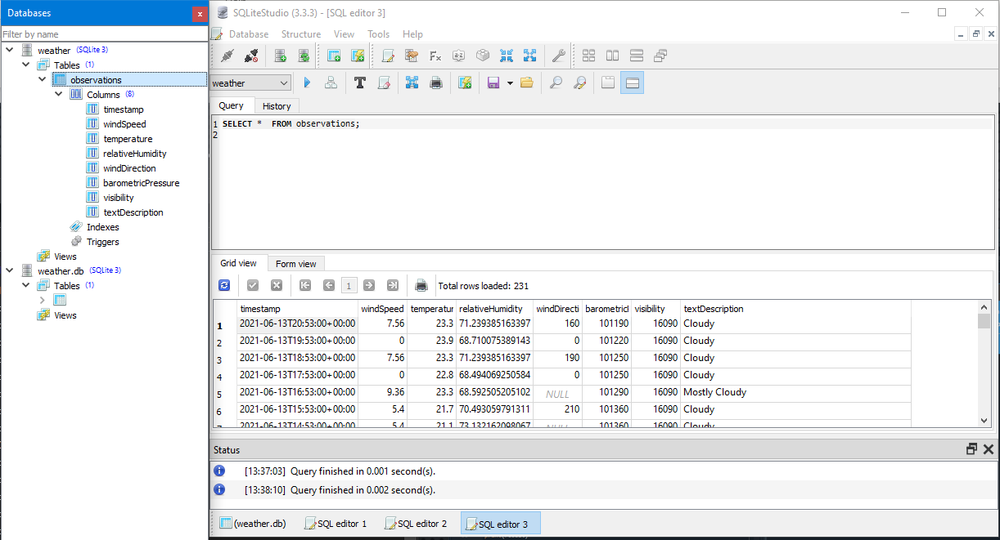 Databases
x
Filter by name
weather (SQLite 3)
Tables (1)
observations
Columns (8)
timestamp
windSpeed
temperature
relativeHumidity
windDirection
barometricPressure
visibility
textDescription
Indexes
Triggers
Views
weather.db (SQLite 3)
Tables (1)
Views
SQLiteStudio (3.3.3) - [SQL editor 3]
Database Structure View Tools Help
weather
Query History
1 SELECT * FROM observations;
2
Grid view Form view
1 Total rows loaded: 231
timestamp windSpeed temperatur relativeHumidity windDirecti barometricl visibility textDescription
1 2021-06-13T20:53:00+00:00 7.56 23.3 71.239385163397 160 101190 16090 Cloudy
2 2021-06-13T19:53:00+00:00 0 23.9 68.710075389143 0 101220 16090 Cloudy
3 2021-06-13T18:53:00+00:00 7.56 23.3 71.239385163397 190 101250 16090 Cloudy
4 2021-06-13T17:53:00+00:00 0 22.8 68.494069250584 0 101250 16090 Cloudy
5 2021-06-13T16:53:00+00:00 9.36 23.3 68.592505205102 NULL 101290 16090 Mostly Cloudy
6 2021-06-13T15:53:00+00:00 5.4 21.7 70.493059791311 210 101360 16090 Cloudy
7 2021-06-13T14:53:00+00:00 5.4 21.1 73.132162098067 NULL 101360 16090 Cloudy
Status
[13:37:03] Query finished in 0.001 second(s).
[13:38:10] Query finished in 0.002 second(s).
(weather.db) SQL editor 1 SQL editor 2 SQL editor 3